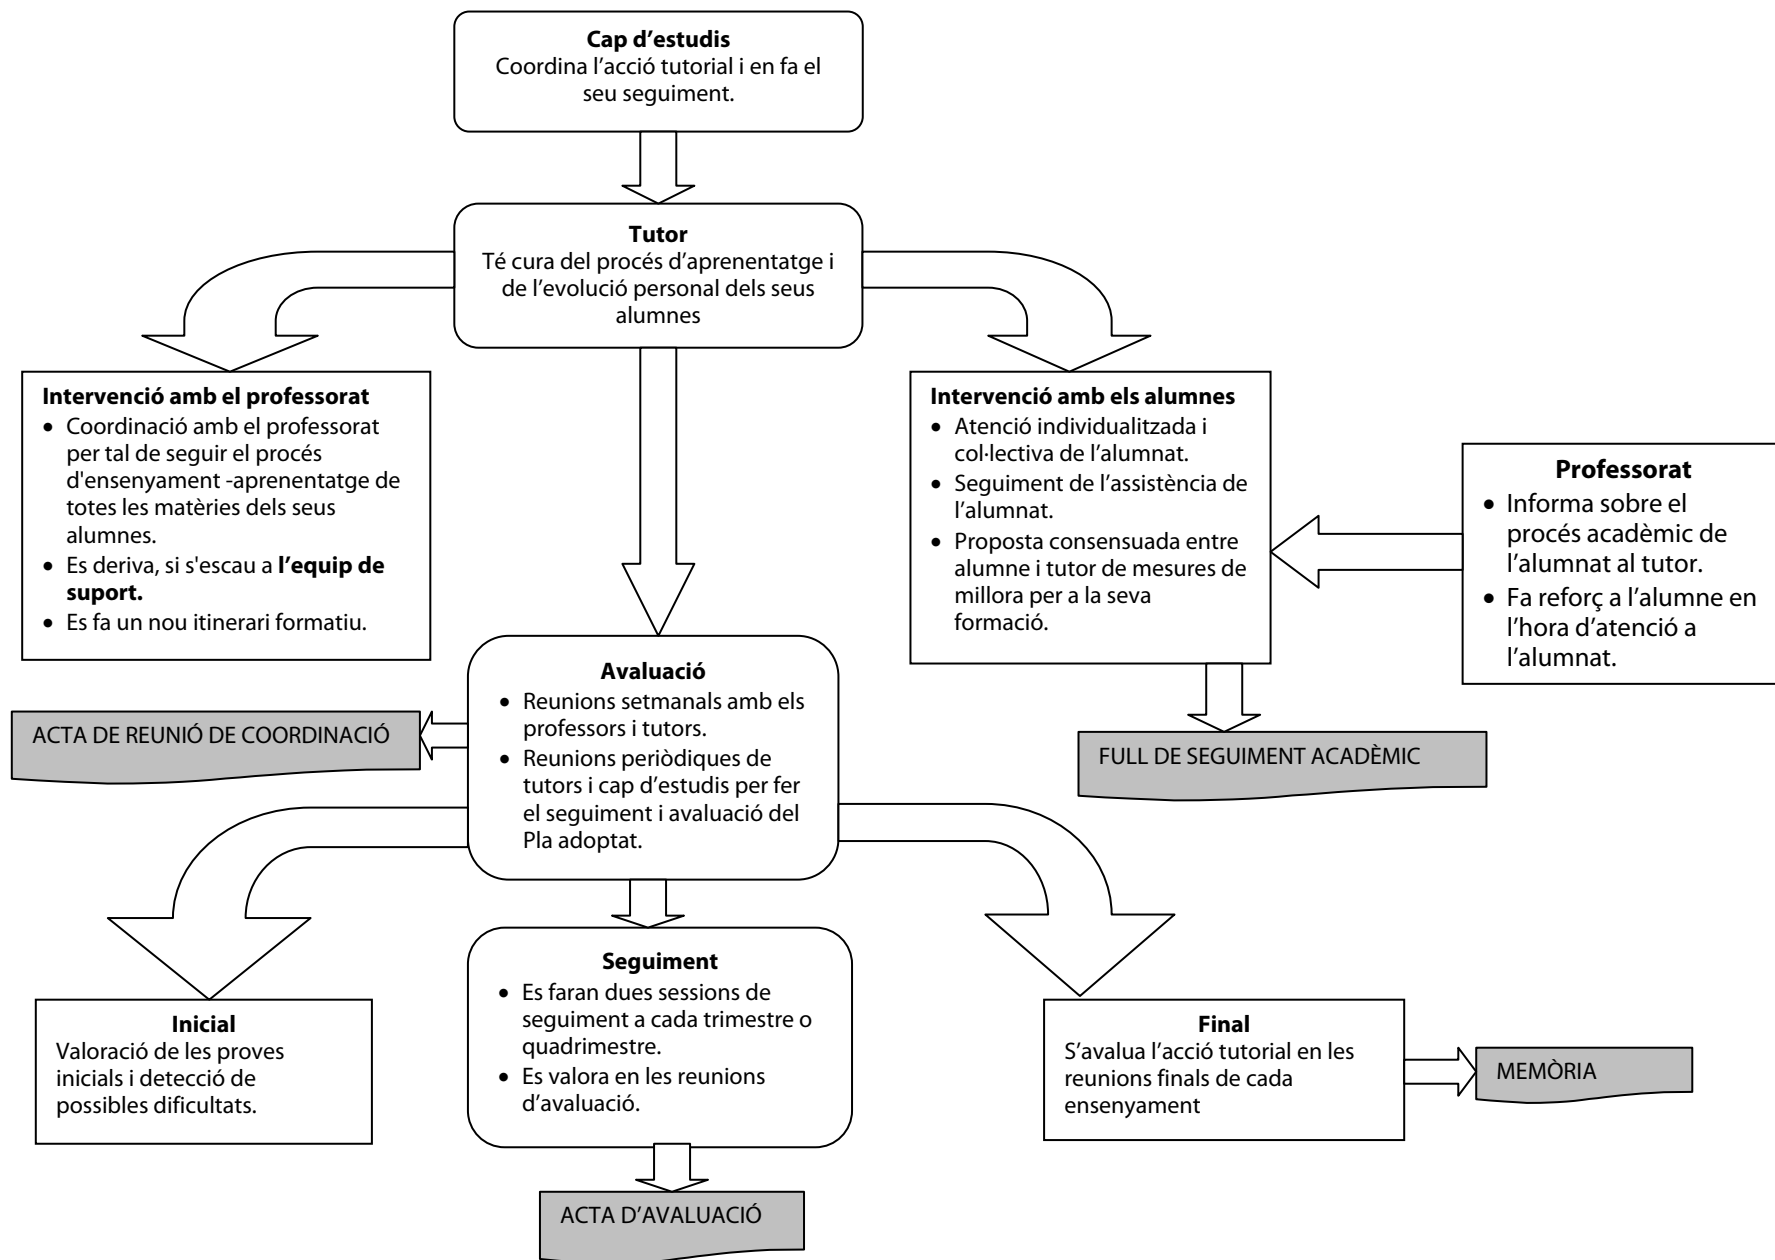 Cap d’estudis
Coordina l’acció tutorial i en fa el
seu seguiment.
Tutor
Té cura del procés d’aprenentatge i
de l’evolució personal dels seus
alumnes
Intervenció amb el professorat
• Coordinació amb el professorat
per tal de seguir el procés
d'ensenyament -aprenentatge de
totes les matèries dels seus
alumnes.
• Es deriva, si s'escau a l’equip de
suport.
• Es fa un nou itinerari formatiu.
Intervenció amb els alumnes
• Atenció individualitzada i
col·lectiva de l’alumnat.
• Seguiment de l’assistència de
l’alumnat.
• Proposta consensuada entre
alumne i tutor de mesures de
millora per a la seva
formació.
Professorat
• Informa sobre el
procés acadèmic de
l’alumnat al tutor.
• Fa reforç a l’alumne en
l’hora d’atenció a
l’alumnat.
Avaluació
• Reunions setmanals amb els
professors i tutors.
• Reunions periòdiques de
tutors i cap d’estudis per fer
el seguiment i avaluació del
Pla adoptat.
ACTA DE REUNIÓ DE COORDINACIÓ
FULL DE SEGUIMENT ACADÈMIC
Inicial
Valoració de les proves
inicials i detecció de
possibles dificultats.
Seguiment
• Es faran dues sessions de
seguiment a cada trimestre o
quadrimestre.
• Es valora en les reunions
d’avaluació.
Final
S’avalua l’acció tutorial en les
reunions finals de cada
ensenyament
MEMÒRIA
ACTA D’AVALUACIÓ